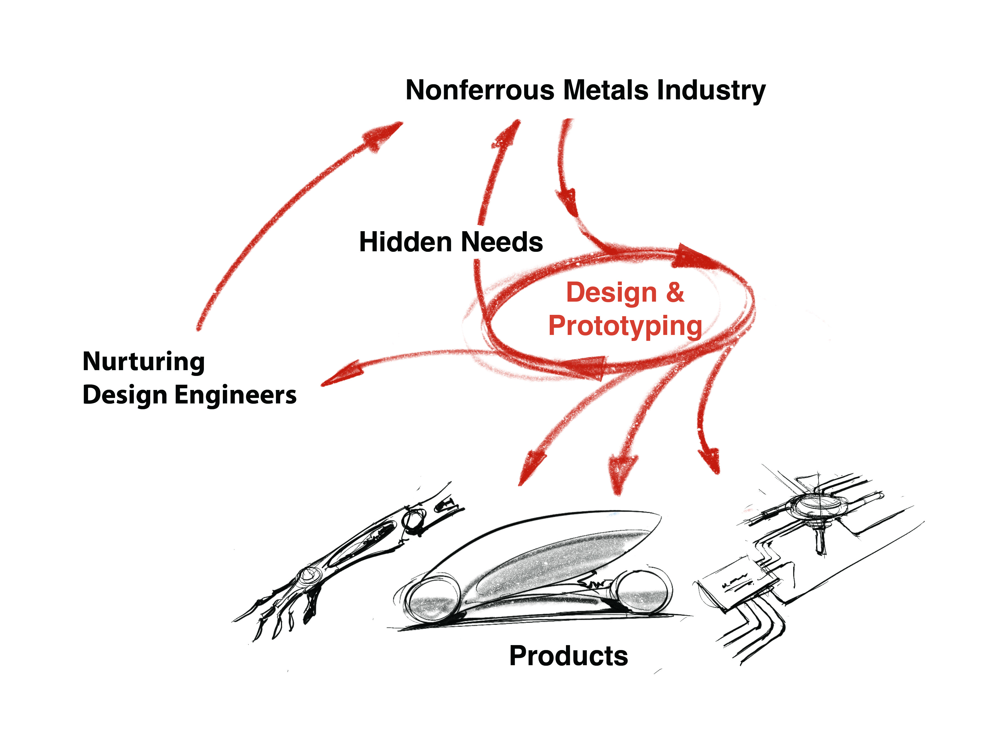 Nonferrous Metals Industry
Hidden Needs
Design &
Prototyping
Nurturing
Design Engineers
Products